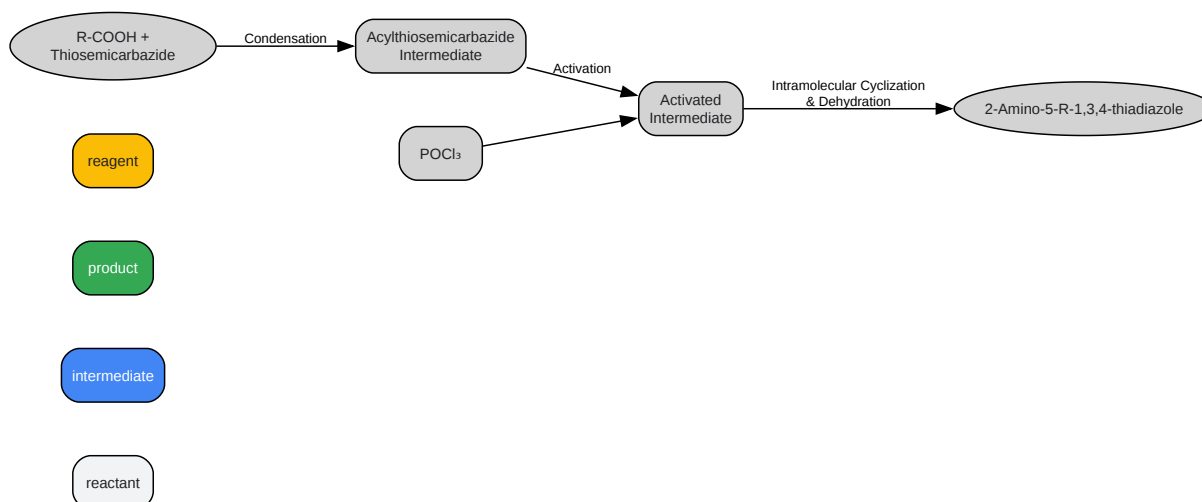 R-COOH +
Thiosemicarbazide
Condensation
Acylthiosemicarbazide
Intermediate
Activation
POCl₃
Activated
Intermediate
Intramolecular Cyclization
& Dehydration
2-Amino-5-R-1,3,4-thiadiazole
reagent
product
intermediate
reactant